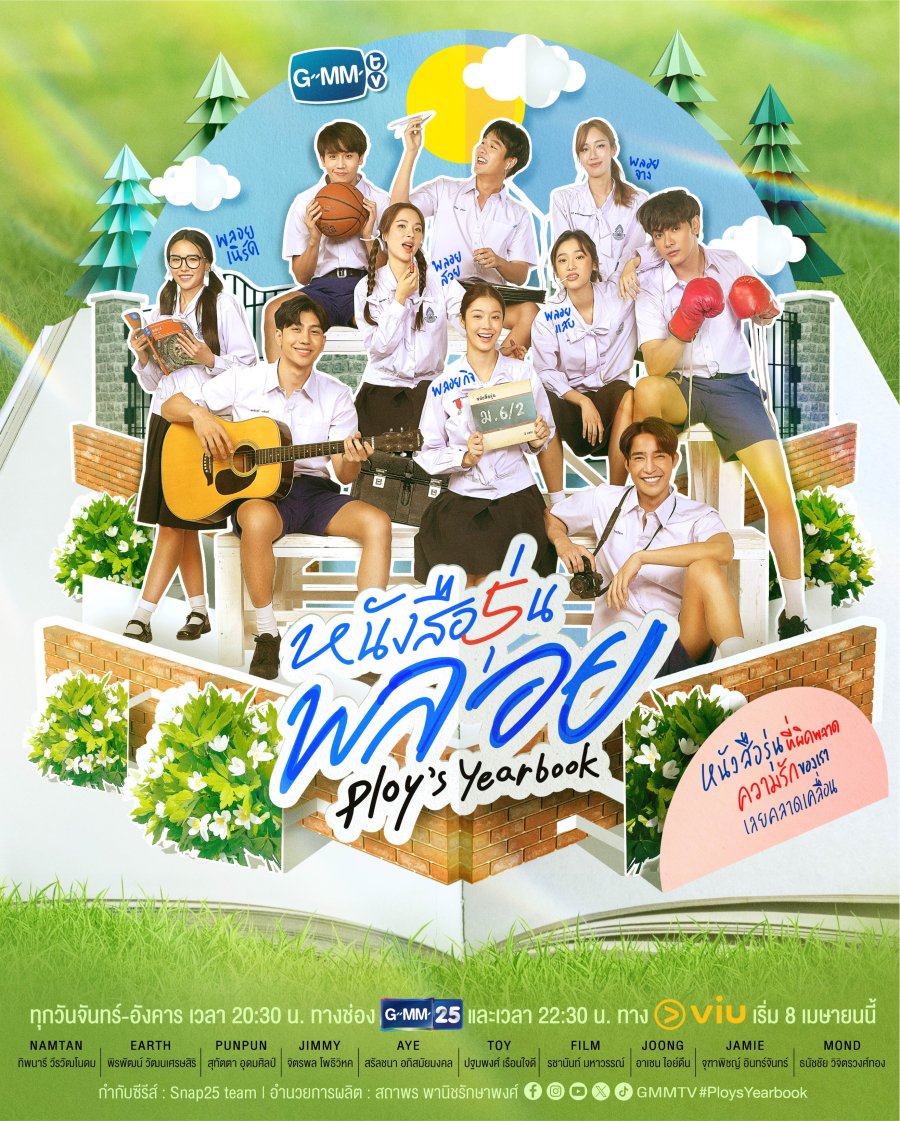 GMMTV
พลอย
จาง
พลอย
เนิร์ด
พลอย
สวย
พลอย
แสบ
พลอยกิจ
ม.6/2
หนังสือรุ่น
พลอย
Ploy's Yearbook
หนังสือรุ่นที่ผิดพลาด
ความรักของเรา
เลยคลาดเคลื่อน
ทุกวันจันทร์-อังคาร เวลา 20:30 น. ทางช่อง GMM 25 และเวลา 22:30 น. ทาง viu เริ่ม 8 เมษายนนี้
NAMTAN EARTH PUNPUN JIMMY AYE TOY FILM JOONG JAMIE MOND
ทิพนารี วีรวัฒโนดม พิรพัฒน์ วัฒนเศรษสิริ สุทัตตา อุดมศิลป์ จิตรพล โพธิวิหค สรัลชนา อภิสมัยมงคล ปฐมพงศ์ เรือนใจดี รชานันท์ มหาวรรณ์ อาเชน ไอย์ดึน จุฑาพิชญ์ อินทร์จันทร์ ธนัชชัย วิจิตรวงศ์ทอง
กำกับซีรีส์ : Snap25 team | อำนวยการผลิต : สถาพร พานิชรักษาพงศ์ GMMTV #PloysYearbook